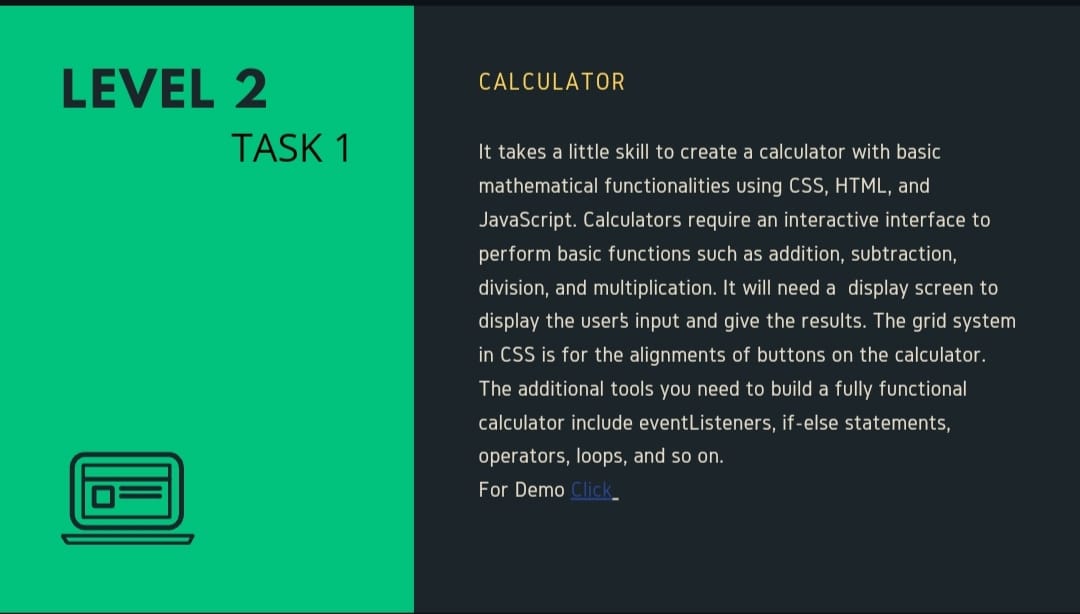 LEVEL 2
TASK 1
CALCULATOR
It takes a little skill to create a calculator with basic
mathematical functionalities using CSS, HTML, and
JavaScript. Calculators require an interactive interface to
perform basic functions such as addition, subtraction,
division, and multiplication. It will need a  display screen to
display the user's input and give the results. The grid system
in CSS is for the alignments of buttons on the calculator.
The additional tools you need to build a fully functional
calculator include eventListeners, if-else statements,
operators, loops, and so on.
For Demo Click_